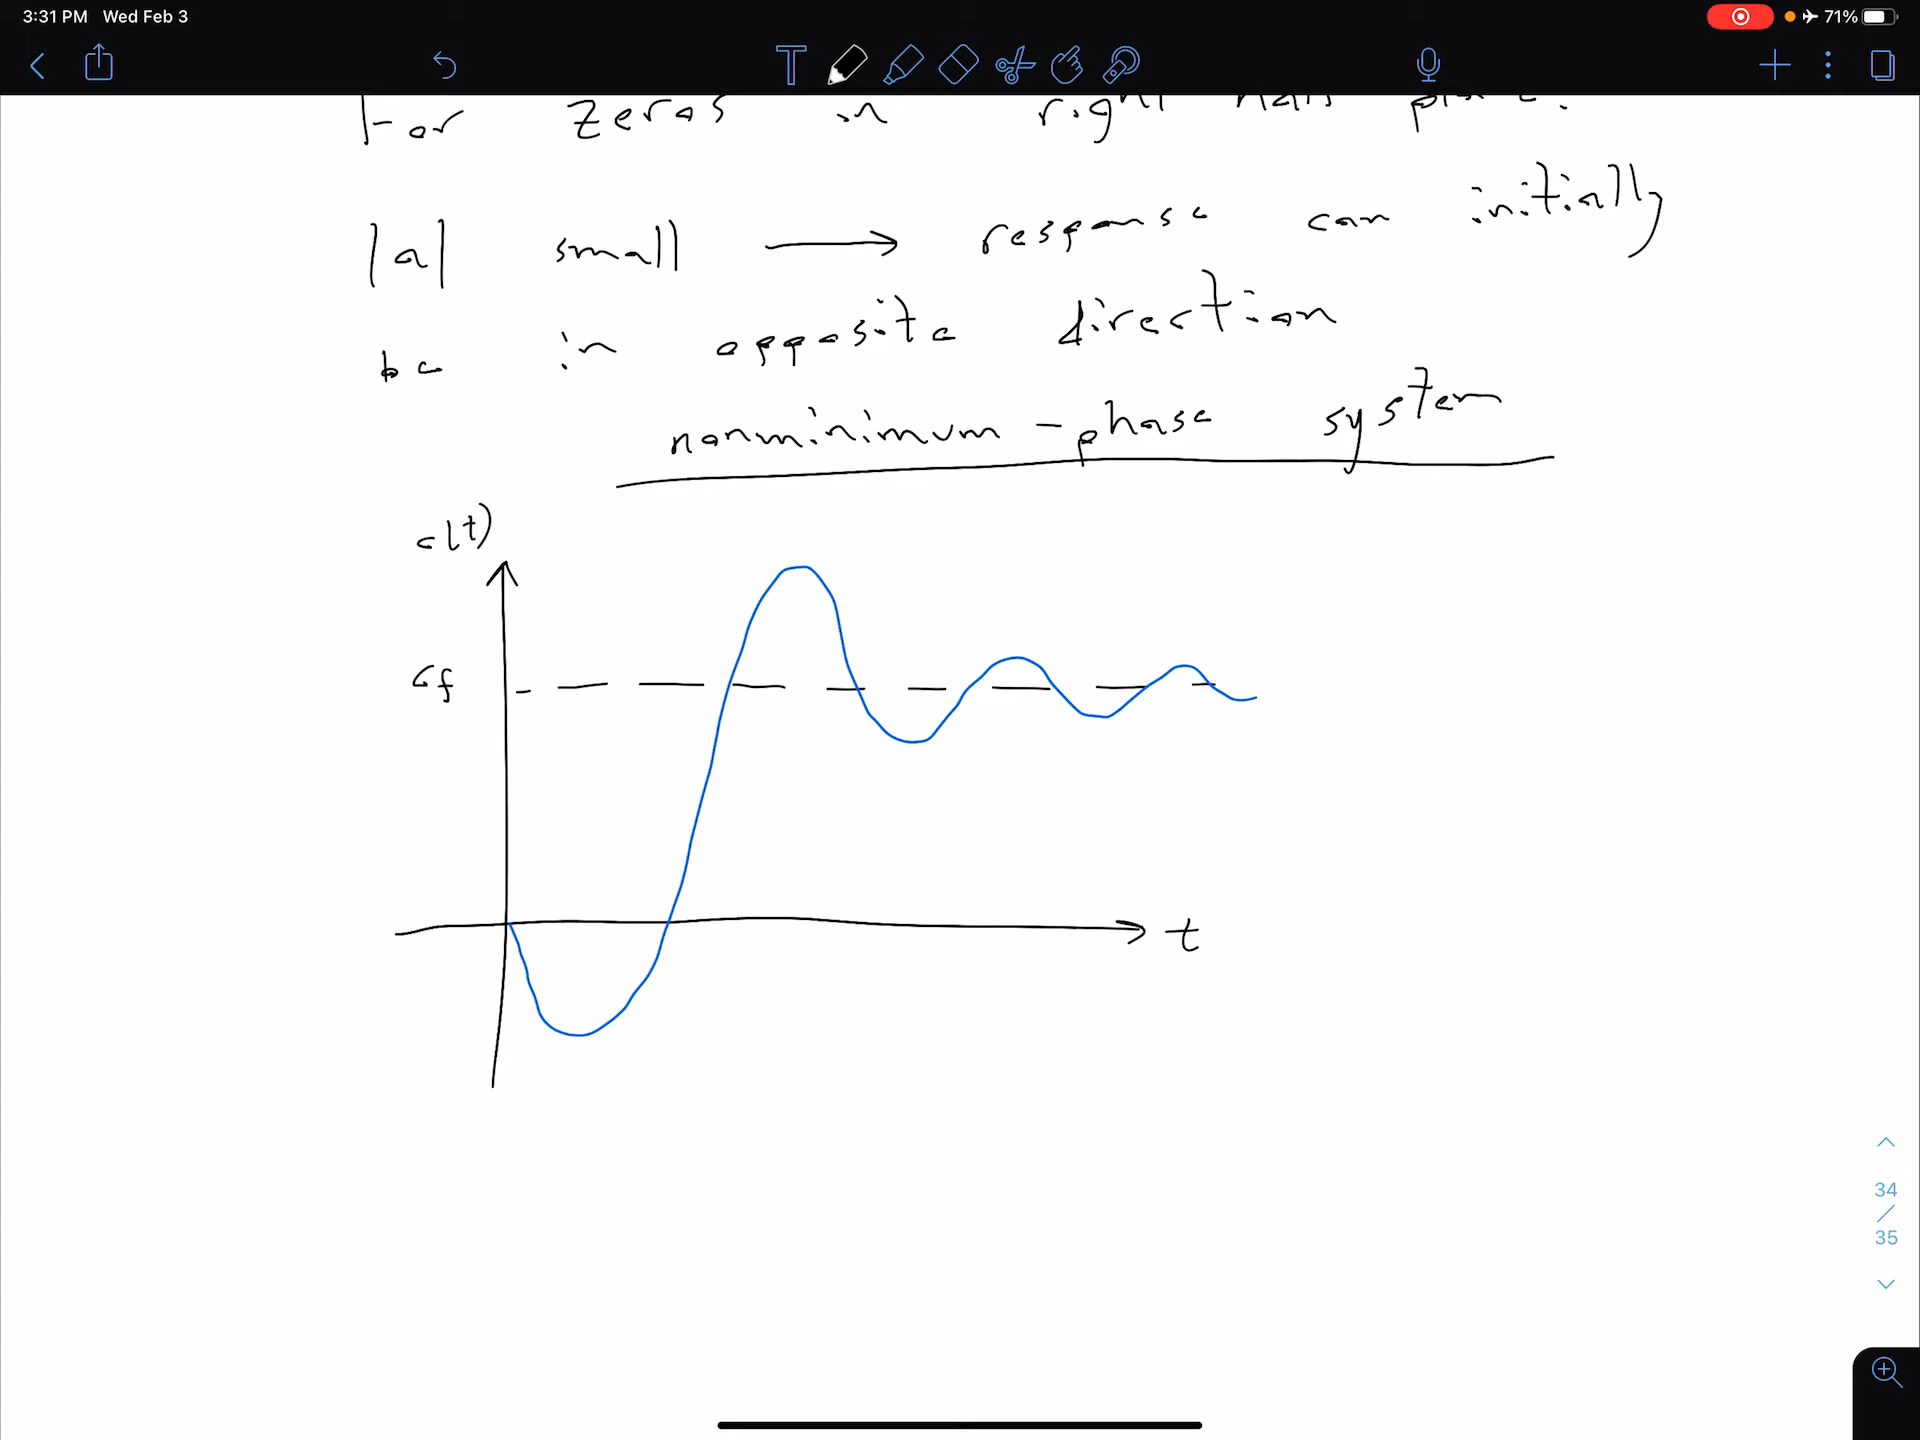 3:31 PM Wed Feb 3
71%
For zeros in right half plane:
|a| small → response can initially
be in opposite direction
nonminimum-phase system
c(t)
cf
t
34
/
35